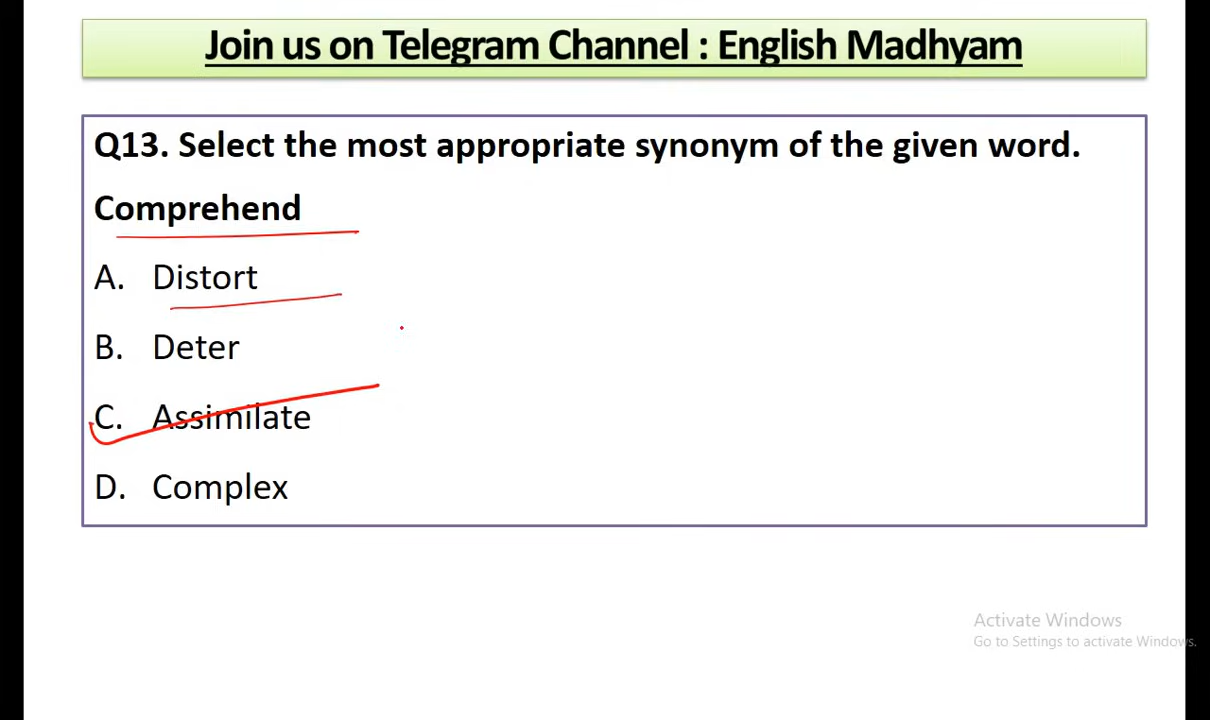 Join us on Telegram Channel : English Madhyam
Q13. Select the most appropriate synonym of the given word.
Comprehend
A. Distort
B. Deter
C. Assimilate
D. Complex
Activate Windows
Go to Settings to activate Windows.